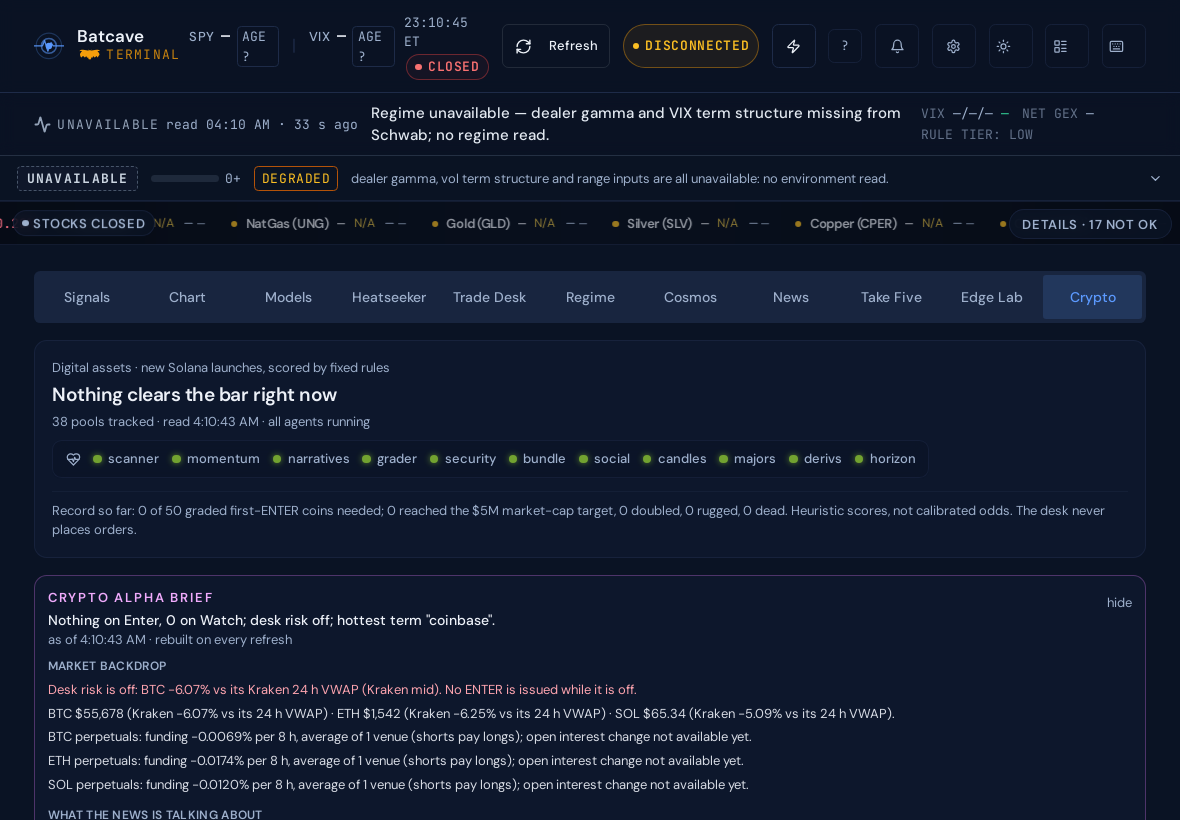 Batcave
TERMINAL
SPY — AGE ?
VIX — AGE ?
23:10:45 ET
CLOSED
Refresh
DISCONNECTED
?
UNAVAILABLE read 04:10 AM · 33 s ago
Regime unavailable — dealer gamma and VIX term structure missing from
Schwab; no regime read.
VIX —/—/— — NET GEX —
RULE TIER: LOW
UNAVAILABLE
0+
DEGRADED
dealer gamma, vol term structure and range inputs are all unavailable: no environment read.
STOCKS CLOSED
N/A ——
NatGas (UNG) — N/A ——
Gold (GLD) — N/A ——
Silver (SLV) — N/A ——
Copper (CPER) — N/A ——
DETAILS · 17 NOT OK
Signals
Chart
Models
Heatseeker
Trade Desk
Regime
Cosmos
News
Take Five
Edge Lab
Crypto
Digital assets · new Solana launches, scored by fixed rules
Nothing clears the bar right now
38 pools tracked · read 4:10:43 AM · all agents running
scanner momentum narratives grader security bundle social candles majors derivs horizon
Record so far: 0 of 50 graded first-ENTER coins needed; 0 reached the $5M market-cap target, 0 doubled, 0 rugged, 0 dead. Heuristic scores, not calibrated odds. The desk never
places orders.
CRYPTO ALPHA BRIEF
hide
Nothing on Enter, 0 on Watch; desk risk off; hottest term "coinbase".
as of 4:10:43 AM · rebuilt on every refresh
MARKET BACKDROP
Desk risk is off: BTC -6.07% vs its Kraken 24 h VWAP (Kraken mid). No ENTER is issued while it is off.
BTC $55,678 (Kraken -6.07% vs its 24 h VWAP) · ETH $1,542 (Kraken -6.25% vs its 24 h VWAP) · SOL $65.34 (Kraken -5.09% vs its 24 h VWAP).
BTC perpetuals: funding -0.0069% per 8 h, average of 1 venue (shorts pay longs); open interest change not available yet.
ETH perpetuals: funding -0.0174% per 8 h, average of 1 venue (shorts pay longs); open interest change not available yet.
SOL perpetuals: funding -0.0120% per 8 h, average of 1 venue (shorts pay longs); open interest change not available yet.
WHAT THE NEWS IS TALKING ABOUT